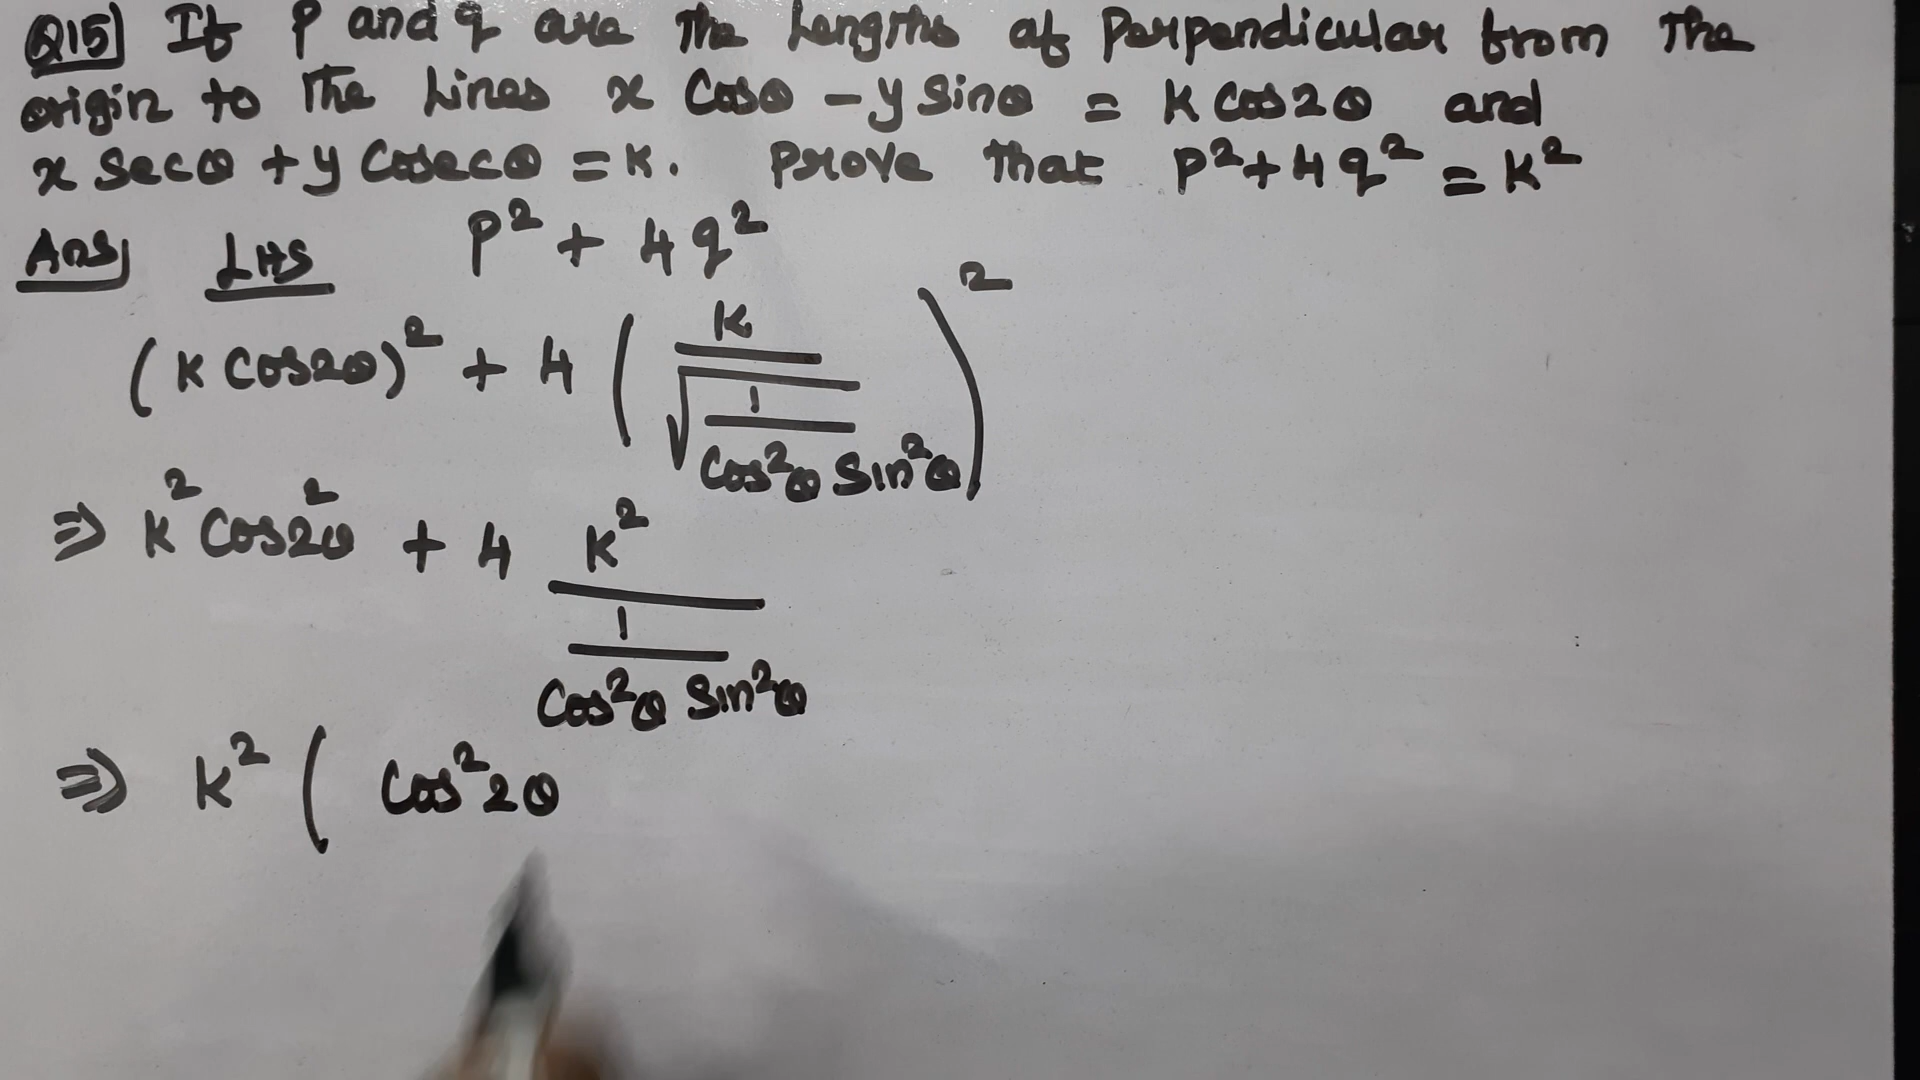 Q15] If P and q are The Lengths of Perpendicular from The
origin to The Lines x Cosθ - y Sinθ = K Cos2θ and
x Secθ + y Cosecθ = K. Prove That P² + 4q² = K²
Ans) LHS P² + 4q²
(K Cos2θ)² + 4 ( K / √(1 / Cos²θ Sin²θ) )²
⇒ K² Cos2²θ + 4 K² / (1 / Cos²θ Sin²θ)
⇒ K² ( Cos²2θ